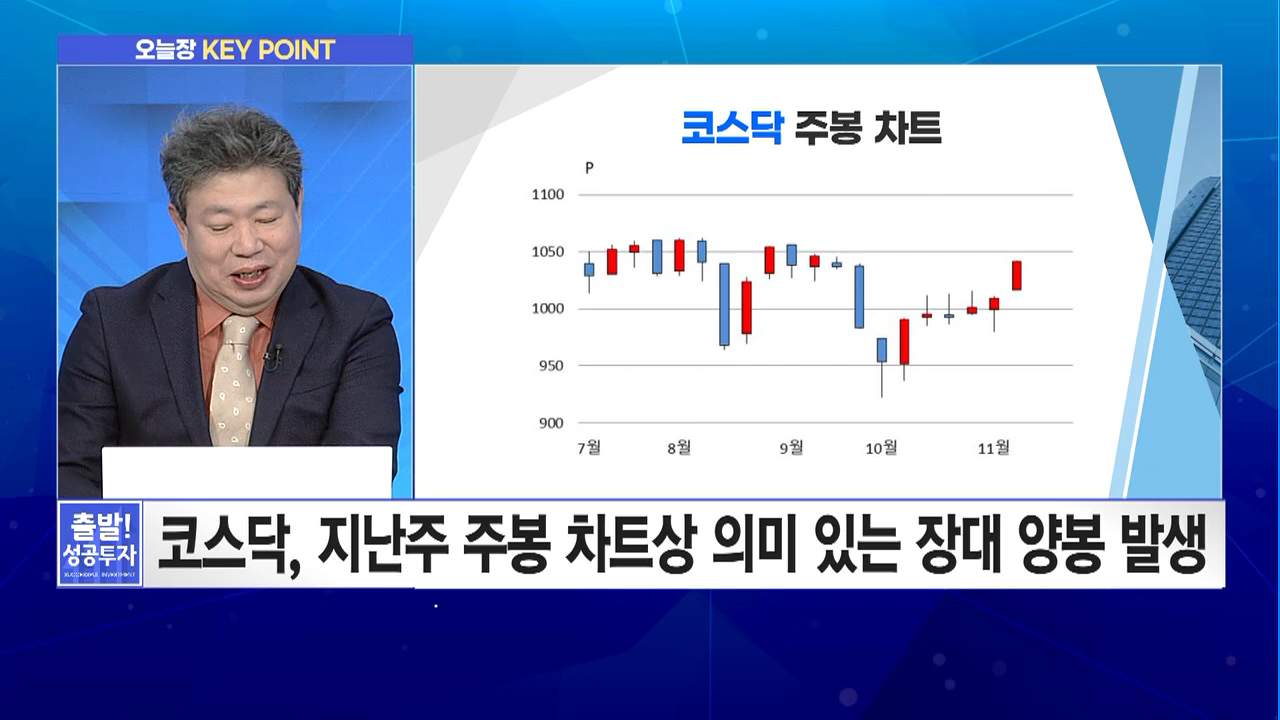 오늘장 KEY POINT
코스닥 주봉 차트
P
1100
1050
1000
950
900
7월 8월 9월 10월 11월
출발!
성공투자
코스닥, 지난주 주봉 차트상 의미 있는 장대 양봉 발생